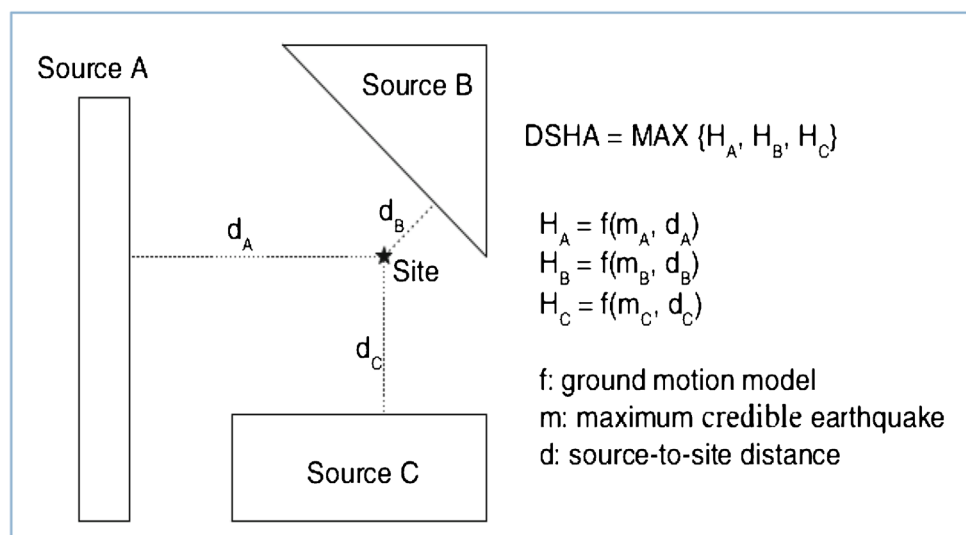 Source A
Source B
d_B
d_A
Site
d_C
Source C
DSHA = MAX {H_A, H_B, H_C}
H_A = f(m_A, d_A)
H_B = f(m_B, d_B)
H_C = f(m_C, d_C)
f: ground motion model
m: maximum credible earthquake
d: source-to-site distance